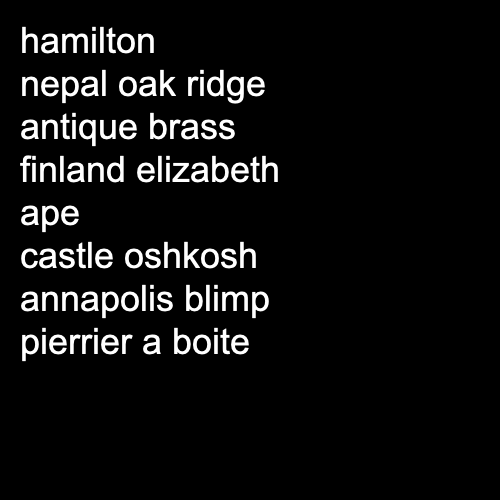 hamilton
nepal oak ridge
antique brass
finland elizabeth
ape
castle oshkosh
annapolis blimp
pierrier a boite